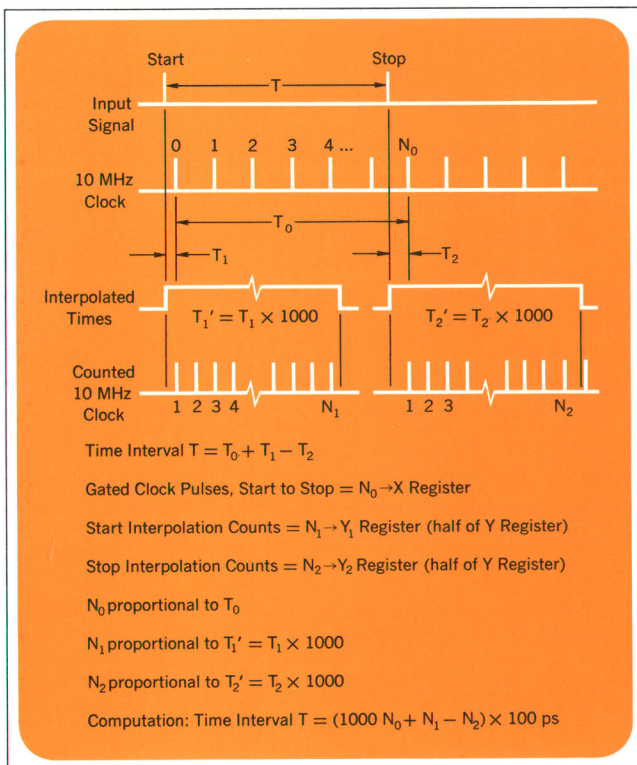 Start Stop
T
Input
Signal
0 1 2 3 4 ... N₀
10 MHz
Clock
T₀
T₁ T₂
Interpolated
Times
T₁′ = T₁ × 1000 T₂′ = T₂ × 1000
Counted
10 MHz
Clock
1 2 3 4 N₁ 1 2 3 N₂
Time Interval T = T₀ + T₁ − T₂
Gated Clock Pulses, Start to Stop = N₀→X Register
Start Interpolation Counts = N₁→Y₁ Register (half of Y Register)
Stop Interpolation Counts = N₂→Y₂ Register (half of Y Register)
N₀ proportional to T₀
N₁ proportional to T₁′ = T₁ × 1000
N₂ proportional to T₂′ = T₂ × 1000
Computation: Time Interval T = (1000 N₀ + N₁ − N₂) × 100 ps